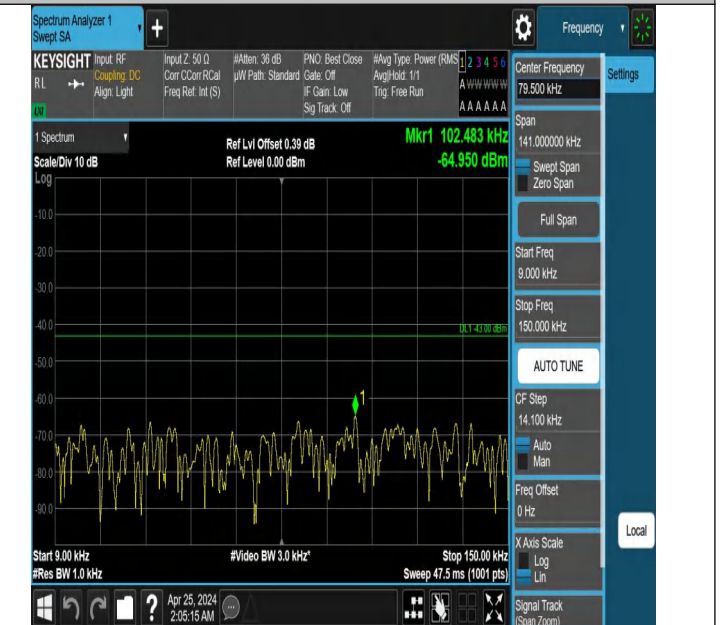 Spectrum Analyzer 1
Swept SA
+
Frequency
KEYSIGHT
RL
LXI
Input: RF
Coupling: DC
Align: Light
Input Z: 50 Ω
Corr CCorr RCal
Freq Ref: Int (S)
#Atten: 36 dB
µW Path: Standard
PNO: Best Close
Gate: Off
IF Gain: Low
Sig Track: Off
#Avg Type: Power (RMS
Avg|Hold: 1/1
Trig: Free Run
1 2 3 4 5 6
A W W W W W
A A A A A A
1 Spectrum
Scale/Div 10 dB
Log
Ref Lvl Offset 0.39 dB
Ref Level 0.00 dBm
Mkr1 102.483 kHz
-64.950 dBm
-10.0
-20.0
-30.0
-40.0
DL1 -43.00 dBm
-50.0
-60.0
1
-70.0
-80.0
-90.0
Start 9.00 kHz
#Res BW 1.0 kHz
#Video BW 3.0 kHz*
Stop 150.00 kHz
Sweep 47.5 ms (1001 pts)
?
Apr 25, 2024
2:05:15 AM
Center Frequency
79.500 kHz
Settings
Span
141.000000 kHz
Swept Span
Zero Span
Full Span
Start Freq
9.000 kHz
Stop Freq
150.000 kHz
AUTO TUNE
CF Step
14.100 kHz
Auto
Man
Freq Offset
0 Hz
Local
X Axis Scale
Log
Lin
Signal Track
(Span Zoom)